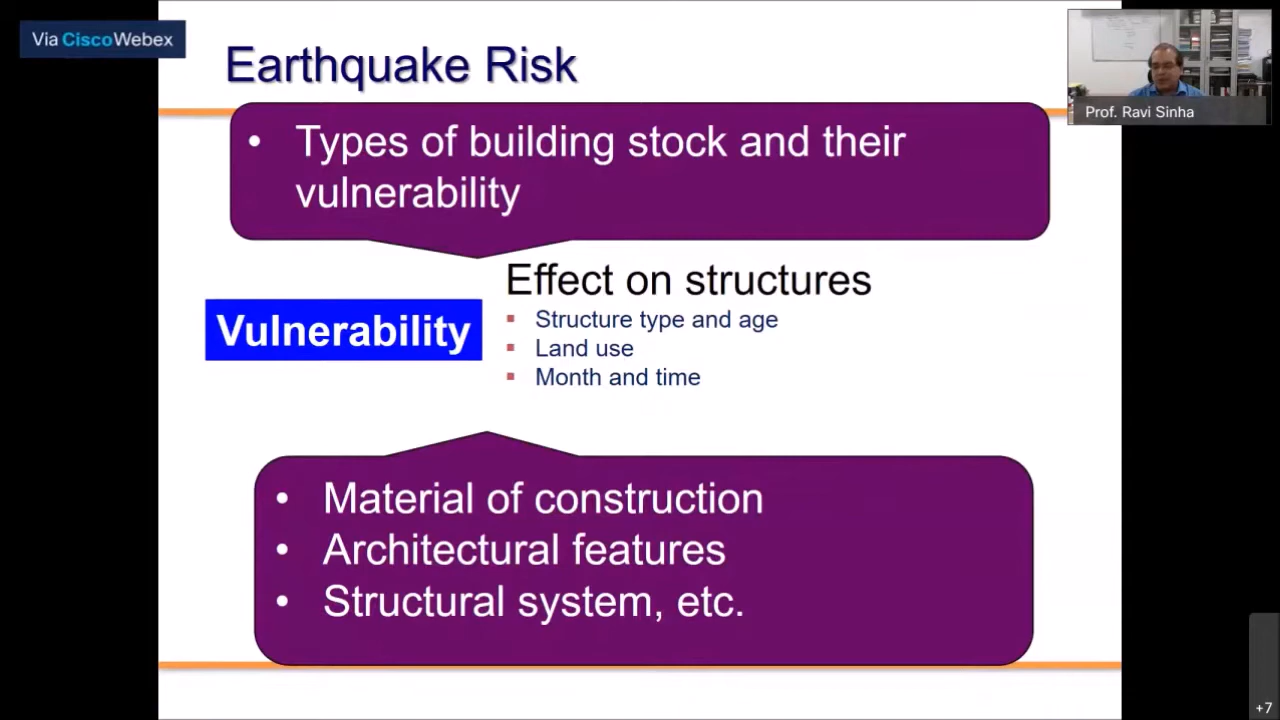 Via CiscoWebex
Earthquake Risk
Prof. Ravi Sinha
• Types of building stock and their
vulnerability
Vulnerability
Effect on structures
▪ Structure type and age
▪ Land use
▪ Month and time
• Material of construction
• Architectural features
• Structural system, etc.
+7